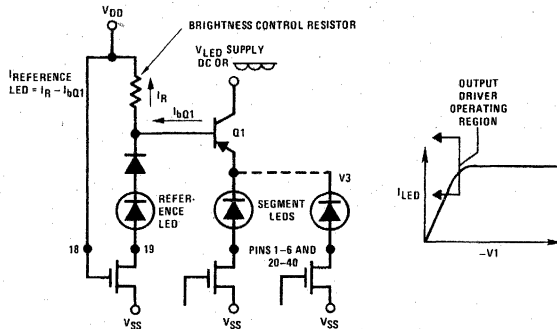 VDD
BRIGHTNESS CONTROL RESISTOR
VLED SUPPLY
DC OR
IREFERENCE
LED = IR – IbQ1
IR
IbQ1
Q1
V3
REFER-
ENCE
LED
SEGMENT
LEDS
18
19
PINS 1–6 AND
20–40
VSS
VSS
VSS
OUTPUT
DRIVER
OPERATING
REGION
ILED
–V1